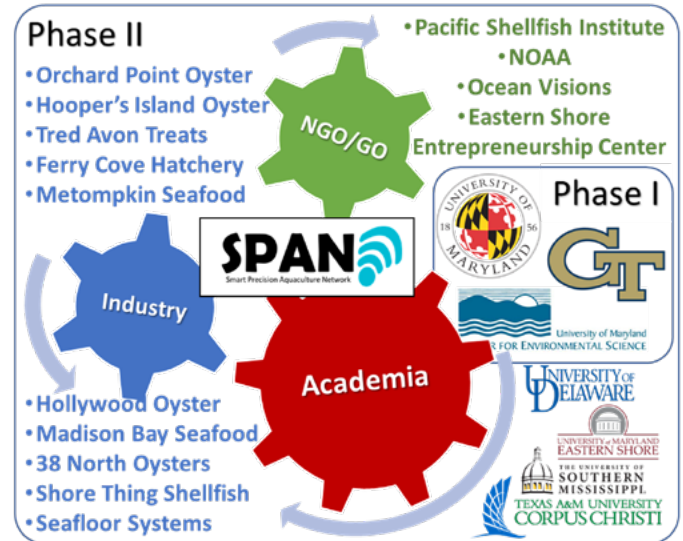 Phase II
•Orchard Point Oyster
•Hooper's Island Oyster
•Tred Avon Treats
•Ferry Cove Hatchery
•Metompkin Seafood
NGO/GO
•Pacific Shellfish Institute
•NOAA
•Ocean Visions
•Eastern Shore
Entrepreneurship Center
Phase I
UNIVERSITY OF
18 56
MARYLAND
GT
University of Maryland
FOR ENVIRONMENTAL SCIENCE
SPAN
Smart Precision Aquaculture Network
Industry
Academia
•Hollywood Oyster
•Madison Bay Seafood
•38 North Oysters
•Shore Thing Shellfish
•Seafloor Systems
UNIVERSITY OF
DELAWARE
UNIVERSITY of MARYLAND
EASTERN SHORE
THE UNIVERSITY OF
SOUTHERN
MISSISSIPPI
TEXAS A&M UNIVERSITY
CORPUS CHRISTI